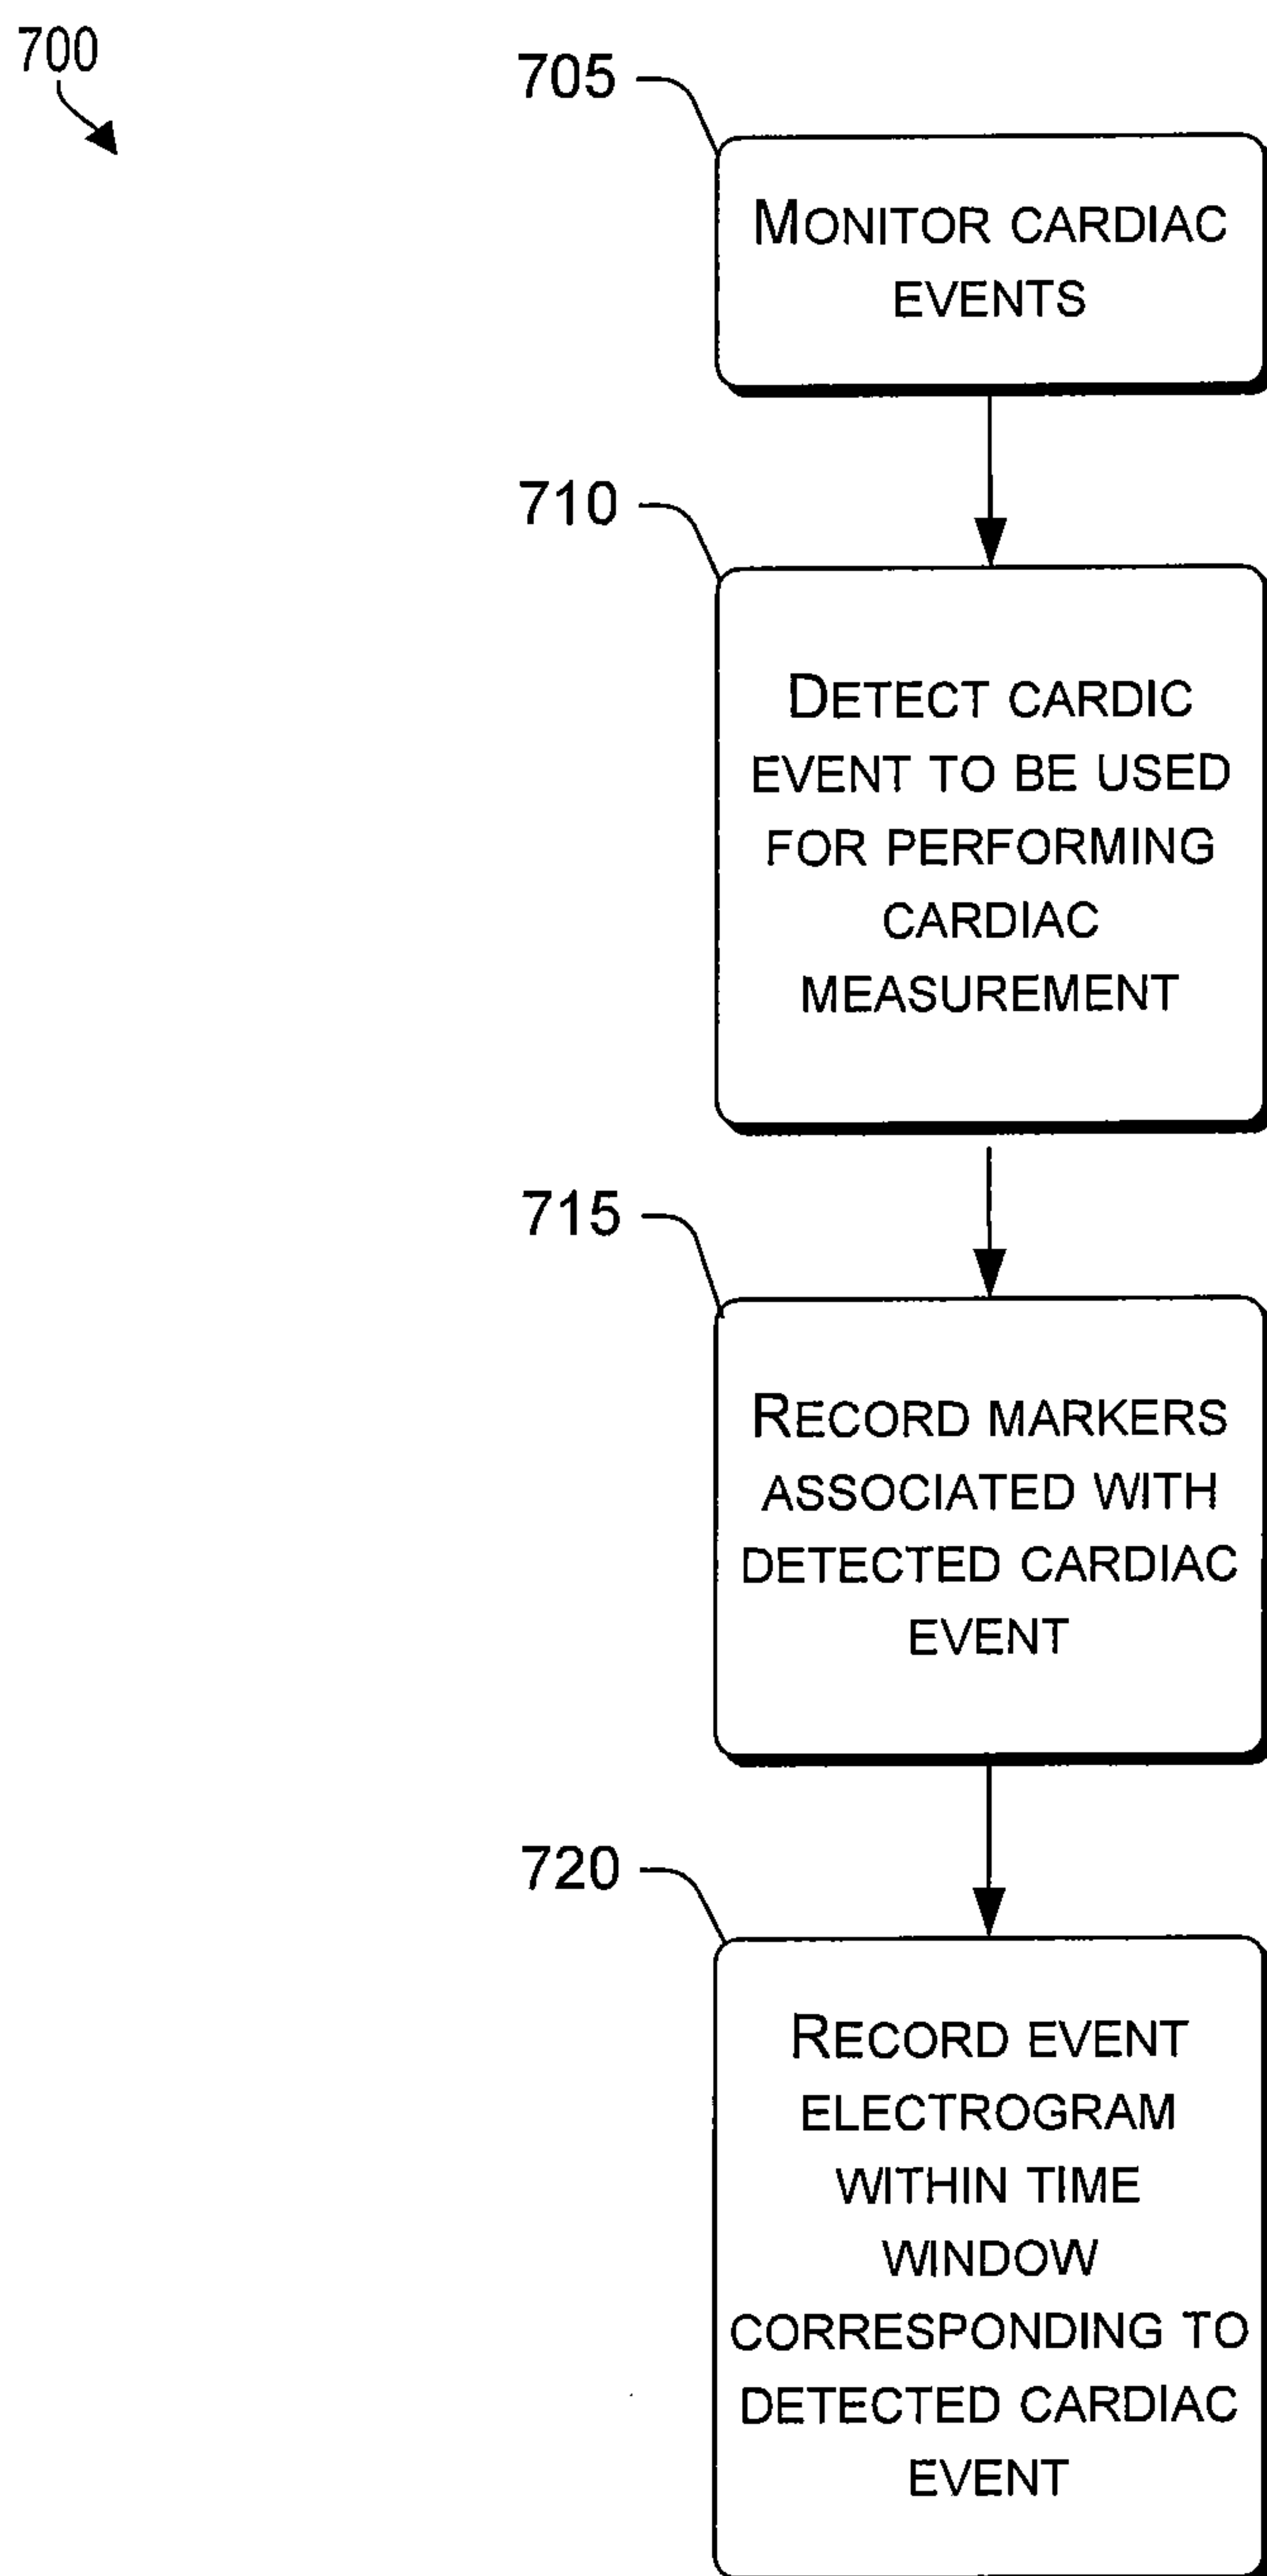 700
705
MONITOR CARDIAC
EVENTS
710
DETECT CARDIC
EVENT TO BE USED
FOR PERFORMING
CARDIAC
MEASUREMENT
715
RECORD MARKERS
ASSOCIATED WITH
DETECTED CARDIAC
EVENT
720
RECORD EVENT
ELECTROGRAM
WITHIN TIME
WINDOW
CORRESPONDING TO
DETECTED CARDIAC
EVENT